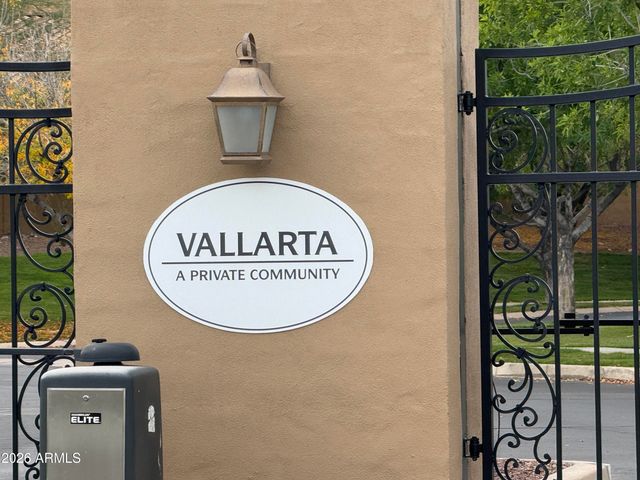 VALLARTA
A PRIVATE COMMUNITY
ELITE
2026 ARMLS